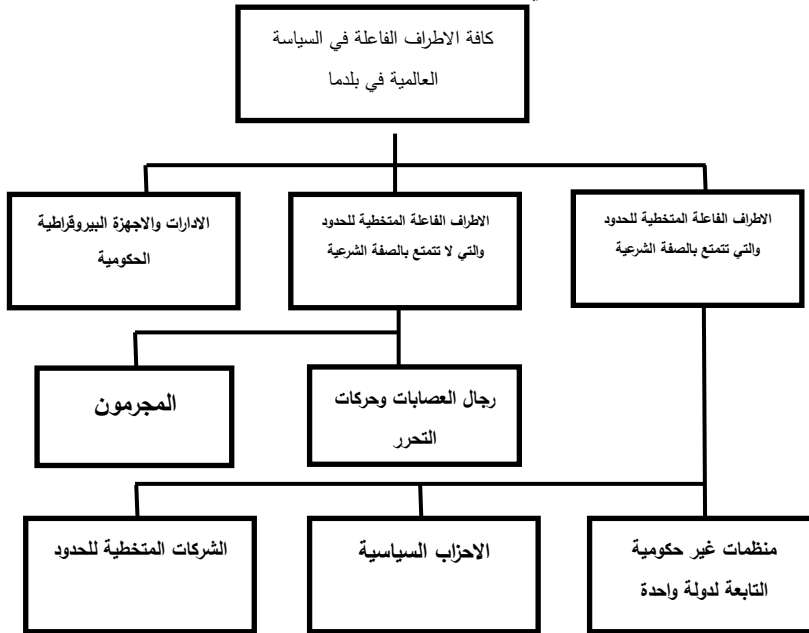 كافة الاطراف الفاعلة في السياسة
العالمية في بلدما
الاطراف الفاعلة المتخطية للحدود
والتي تتمتع بالصفة الشرعية
الاطراف الفاعلة المتخطية للحدود
والتي لا تتمتع بالصفة الشرعية
الادارات والاجهزة البيروقراطية
الحكومية
رجال العصابات وحركات
التحرر
المجرمون
منظمات غير حكومية
التابعة لدولة واحدة
الاحزاب السياسية
الشركات المتخطية للحدود